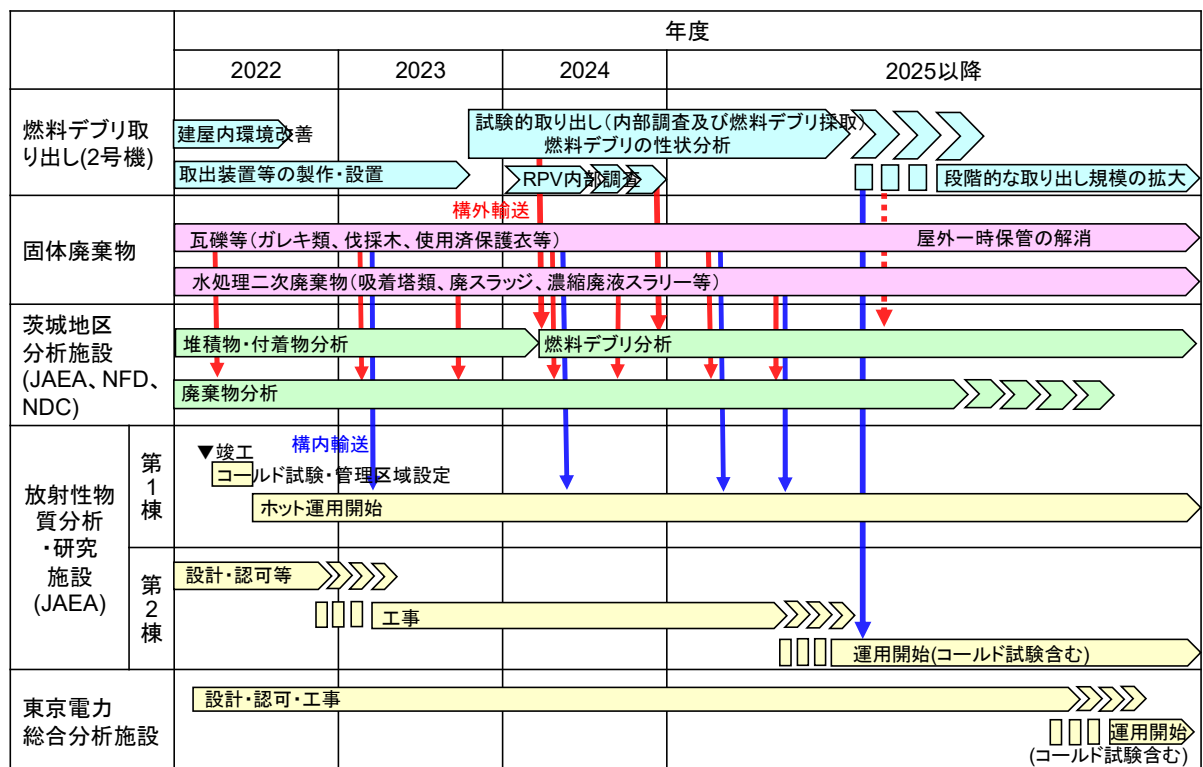 年度
2022
2023
2024
2025以降
燃料デブリ取
り出し(2号機)
建屋内環境改善
試験的取り出し(内部調査及び燃料デブリ採取)
燃料デブリの性状分析
取出装置等の製作・設置
RPV内部調査
段階的な取り出し規模の拡大
構外輸送
固体廃棄物
瓦礫等(ガレキ類、伐採木、使用済保護衣等)
屋外一時保管の解消
水処理二次廃棄物(吸着塔類、廃スラッジ、濃縮廃液スラリー等)
茨城地区
分析施設
(JAEA、NFD、
NDC)
堆積物・付着物分析
燃料デブリ分析
廃棄物分析
放射性物
質分析
・研究
施設
(JAEA)
第
1
棟
▼竣工
構内輸送
コールド試験・管理区域設定
ホット運用開始
第
2
棟
設計・認可等
工事
運用開始(コールド試験含む)
東京電力
総合分析施設
設計・認可・工事
運用開始
(コールド試験含む)